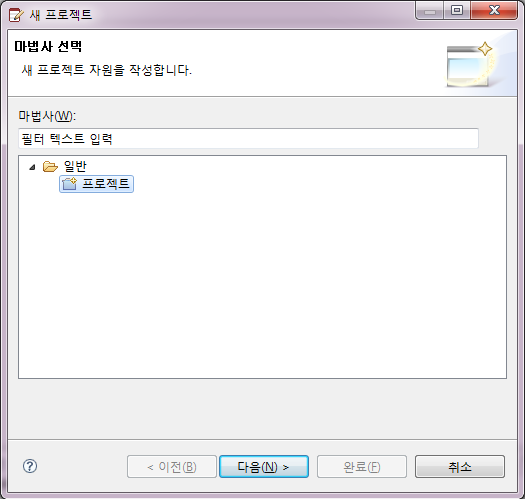 새 프로젝트
마법사 선택
새 프로젝트 자원을 작성합니다.
마법사(W):
필터 텍스트 입력
일반
프로젝트
< 이전(B) 다음(N) > 완료(F) 취소